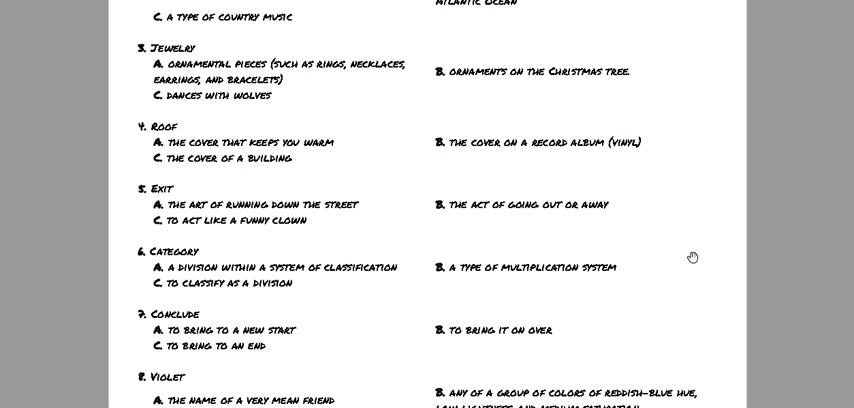 ATLANTIC OCEAN
C. A TYPE OF COUNTRY MUSIC
3. JEWELRY
A. ORNAMENTAL PIECES (SUCH AS RINGS, NECKLACES,
EARRINGS, AND BRACELETS)
B. ORNAMENTS ON THE CHRISTMAS TREE.
C. DANCES WITH WOLVES
4. ROOF
A. THE COVER THAT KEEPS YOU WARM
B. THE COVER ON A RECORD ALBUM (VINYL)
C. THE COVER OF A BUILDING
5. EXIT
A. THE ART OF RUNNING DOWN THE STREET
B. THE ACT OF GOING OUT OR AWAY
C. TO ACT LIKE A FUNNY CLOWN
6. CATEGORY
A. A DIVISION WITHIN A SYSTEM OF CLASSIFICATION
B. A TYPE OF MULTIPLICATION SYSTEM
C. TO CLASSIFY AS A DIVISION
7. CONCLUDE
A. TO BRING TO A NEW START
B. TO BRING IT ON OVER
C. TO BRING TO AN END
8. VIOLET
A. THE NAME OF A VERY MEAN FRIEND
B. ANY OF A GROUP OF COLORS OF REDDISH-BLUE HUE,
LOW LIGHTNESS, AND MEDIUM SATURATION